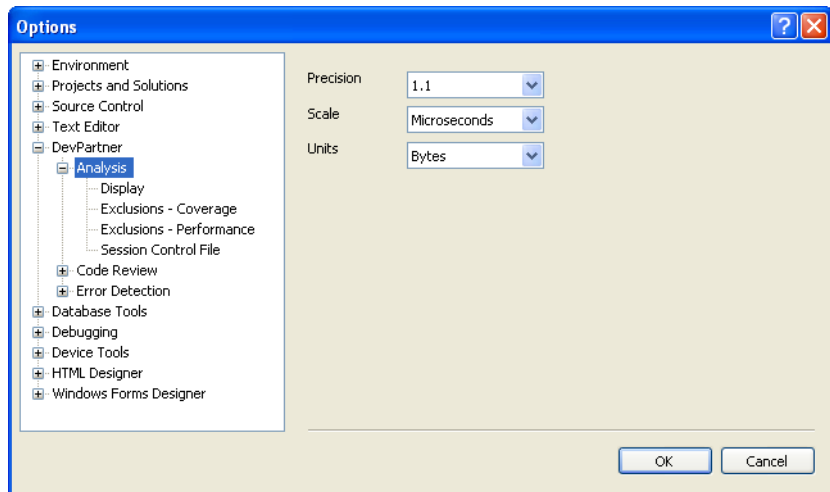 Options
Environment
Projects and Solutions
Source Control
Text Editor
DevPartner
Analysis
Display
Exclusions - Coverage
Exclusions - Performance
Session Control File
Code Review
Error Detection
Database Tools
Debugging
Device Tools
HTML Designer
Windows Forms Designer
Precision 1.1
Scale Microseconds
Units Bytes
OK Cancel